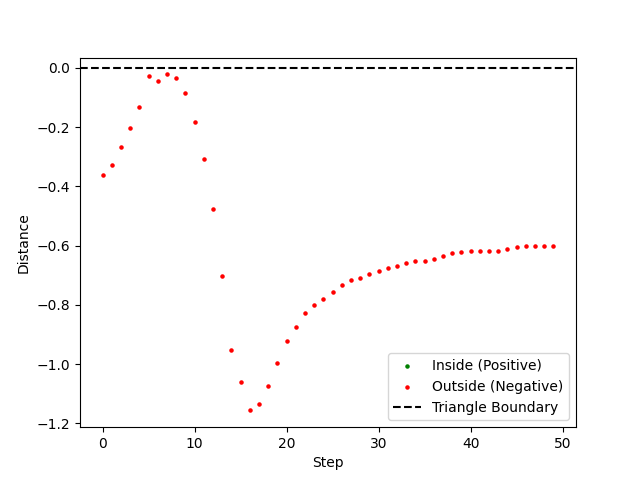 0.0
−0.2
−0.4
−0.6
−0.8
−1.0
−1.2
Distance
0 10 20 30 40 50
Step
Inside (Positive)
Outside (Negative)
Triangle Boundary